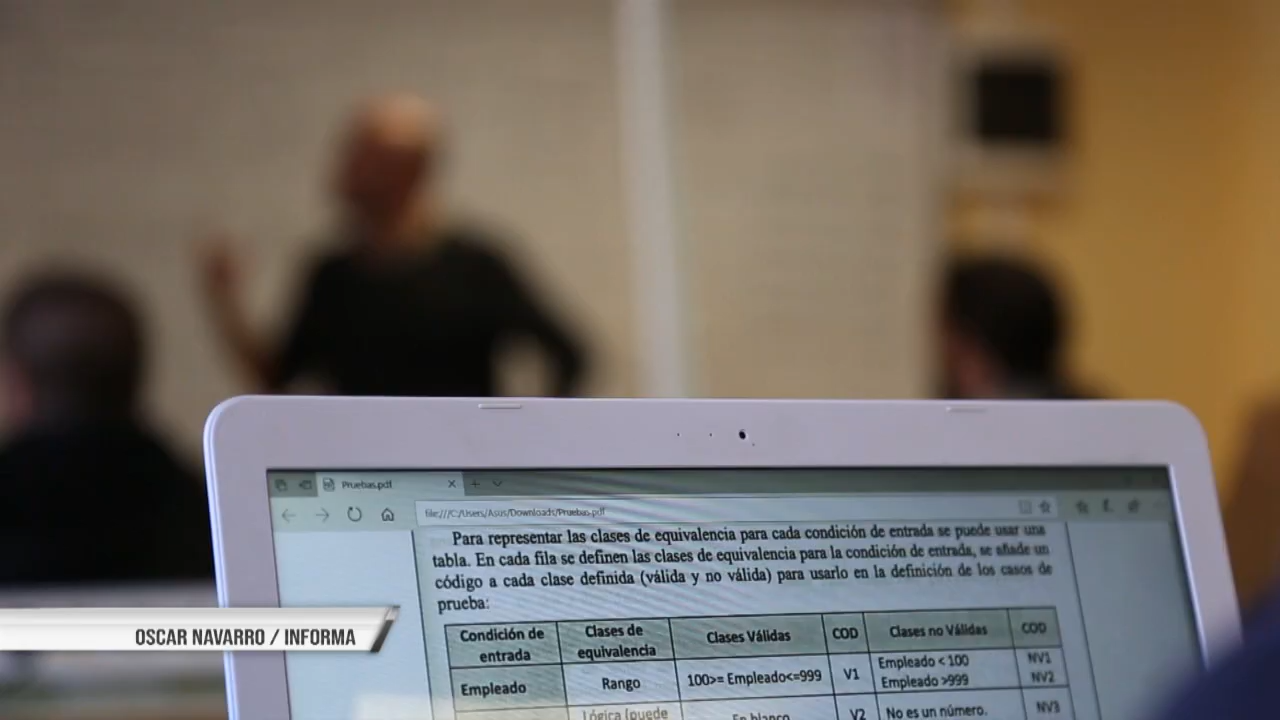 Pruebas.pdf
file:///C:/Users/Asus/Downloads/Pruebas.pdf
Para representar las clases de equivalencia para cada condición de entrada se puede usar una
tabla. En cada fila se definen las clases de equivalencia para la condición de entrada, se añade un
código a cada clase definida (válida y no válida) para usarlo en la definición de los casos de
prueba:
Condición de entrada
Clases de equivalencia
Clases Válidas
COD
Clases no Válidas
COD
Empleado
Rango
100>= Empleado<=999
V1
Empleado < 100
Empleado >999
NV1
NV2
Lógica (puede
En blanco
V2
No es un número.
NV3
OSCAR NAVARRO / INFORMA